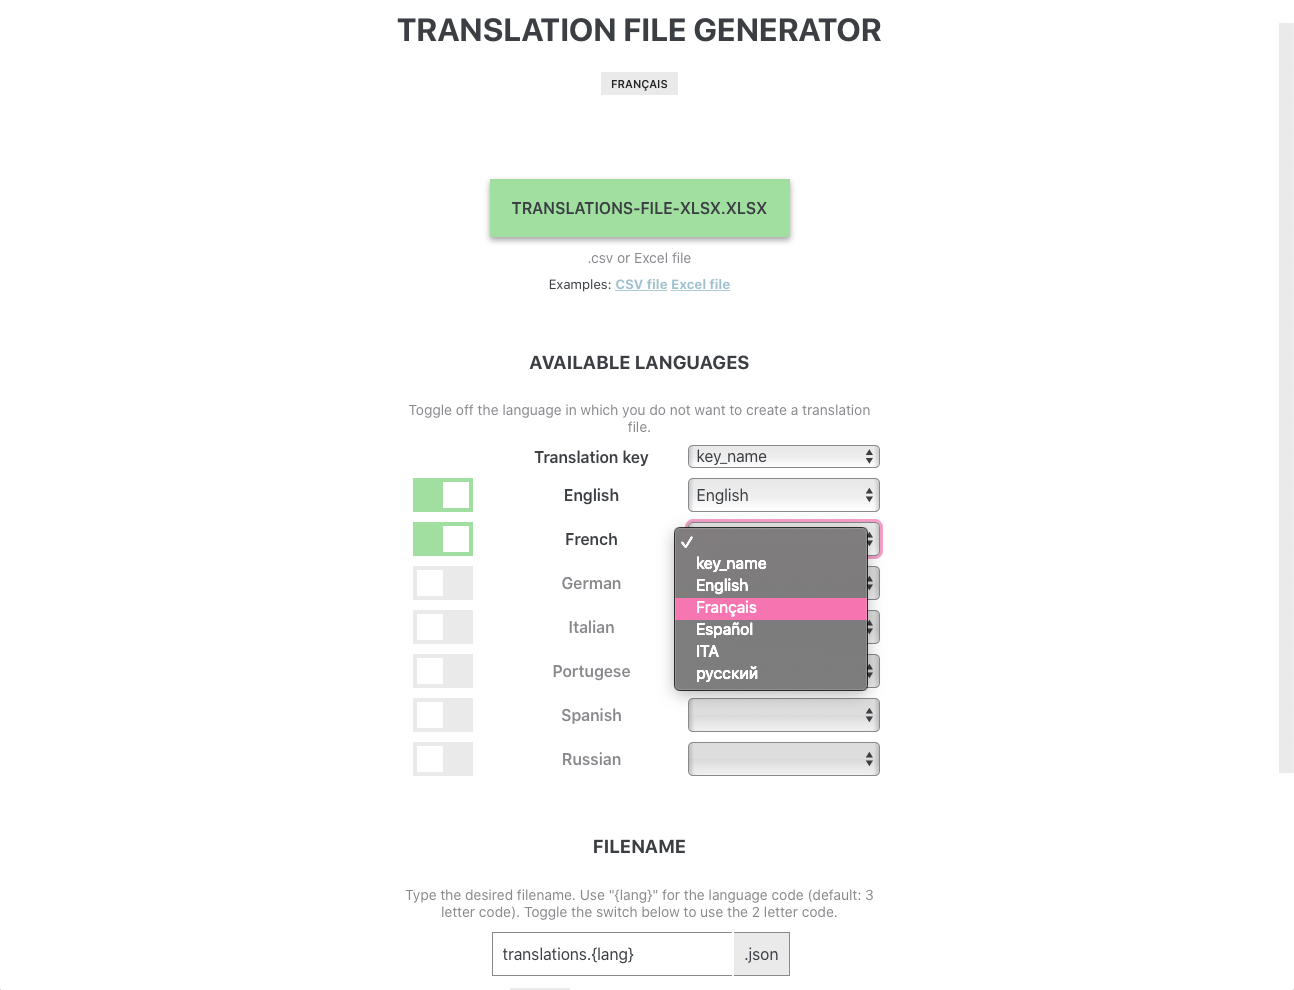 TRANSLATION FILE GENERATOR
FRANÇAIS
TRANSLATIONS-FILE-XLSX.XLSX
.csv or Excel file
Examples: CSV file Excel file
AVAILABLE LANGUAGES
Toggle off the language in which you do not want to create a translation
file.
Translation key key_name
English English
French
key_name
English
Français
Español
ITA
русский
German
Italian
Portugese
Spanish
Russian
FILENAME
Type the desired filename. Use "{lang}" for the language code (default: 3
letter code). Toggle the switch below to use the 2 letter code.
translations.{lang} .json